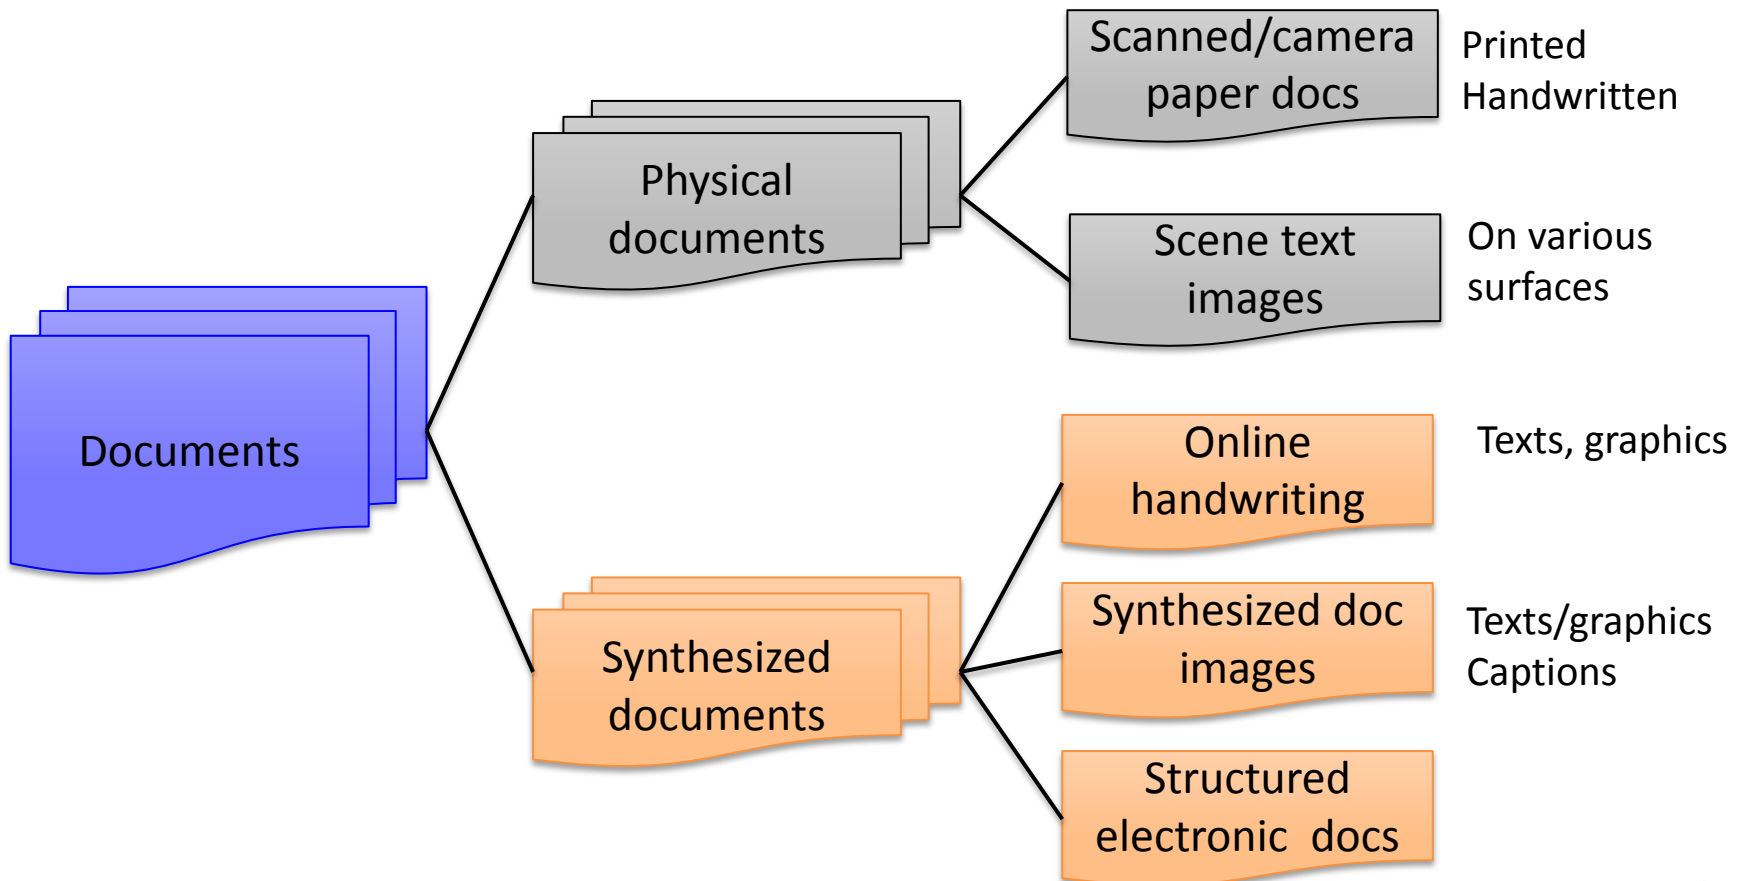 Documents
Physical
documents
Scanned/camera
paper docs
Printed
Handwritten
Scene text
images
On various
surfaces
Synthesized
documents
Online
handwriting
Texts, graphics
Synthesized doc
images
Texts/graphics
Captions
Structured
electronic docs